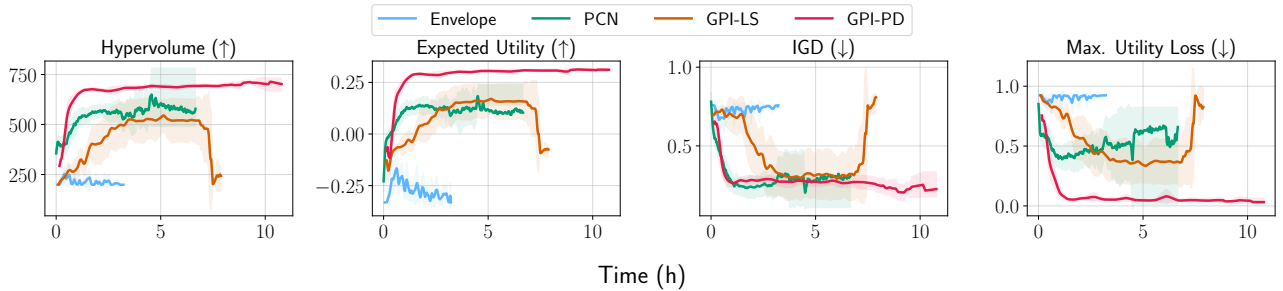 Envelope PCN GPI-LS GPI-PD
Hypervolume (↑) Expected Utility (↑) IGD (↓) Max. Utility Loss (↓)
750
500
250
0 5 10
0.25
0.00
−0.25
0 5 10
1.0
0.5
0 5 10
1.0
0.5
0.0
0 5 10
Time (h)